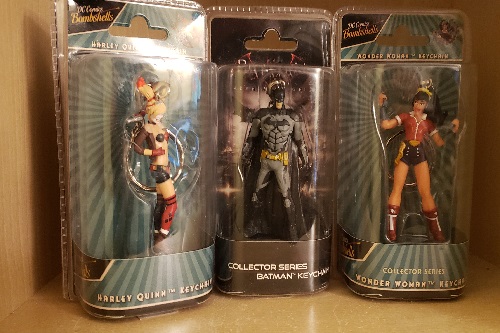 DC Comics
Bombshells
HARLEY QUINN
HARLEY QUINN™ KEYCHAIN
COLLECTOR SERIES
BATMAN™ KEYCHAIN
DC Comics
Bombshells
WONDER WOMAN™ KEYCHAIN
COLLECTOR SERIES
WONDER WOMAN™ KEYCHAIN